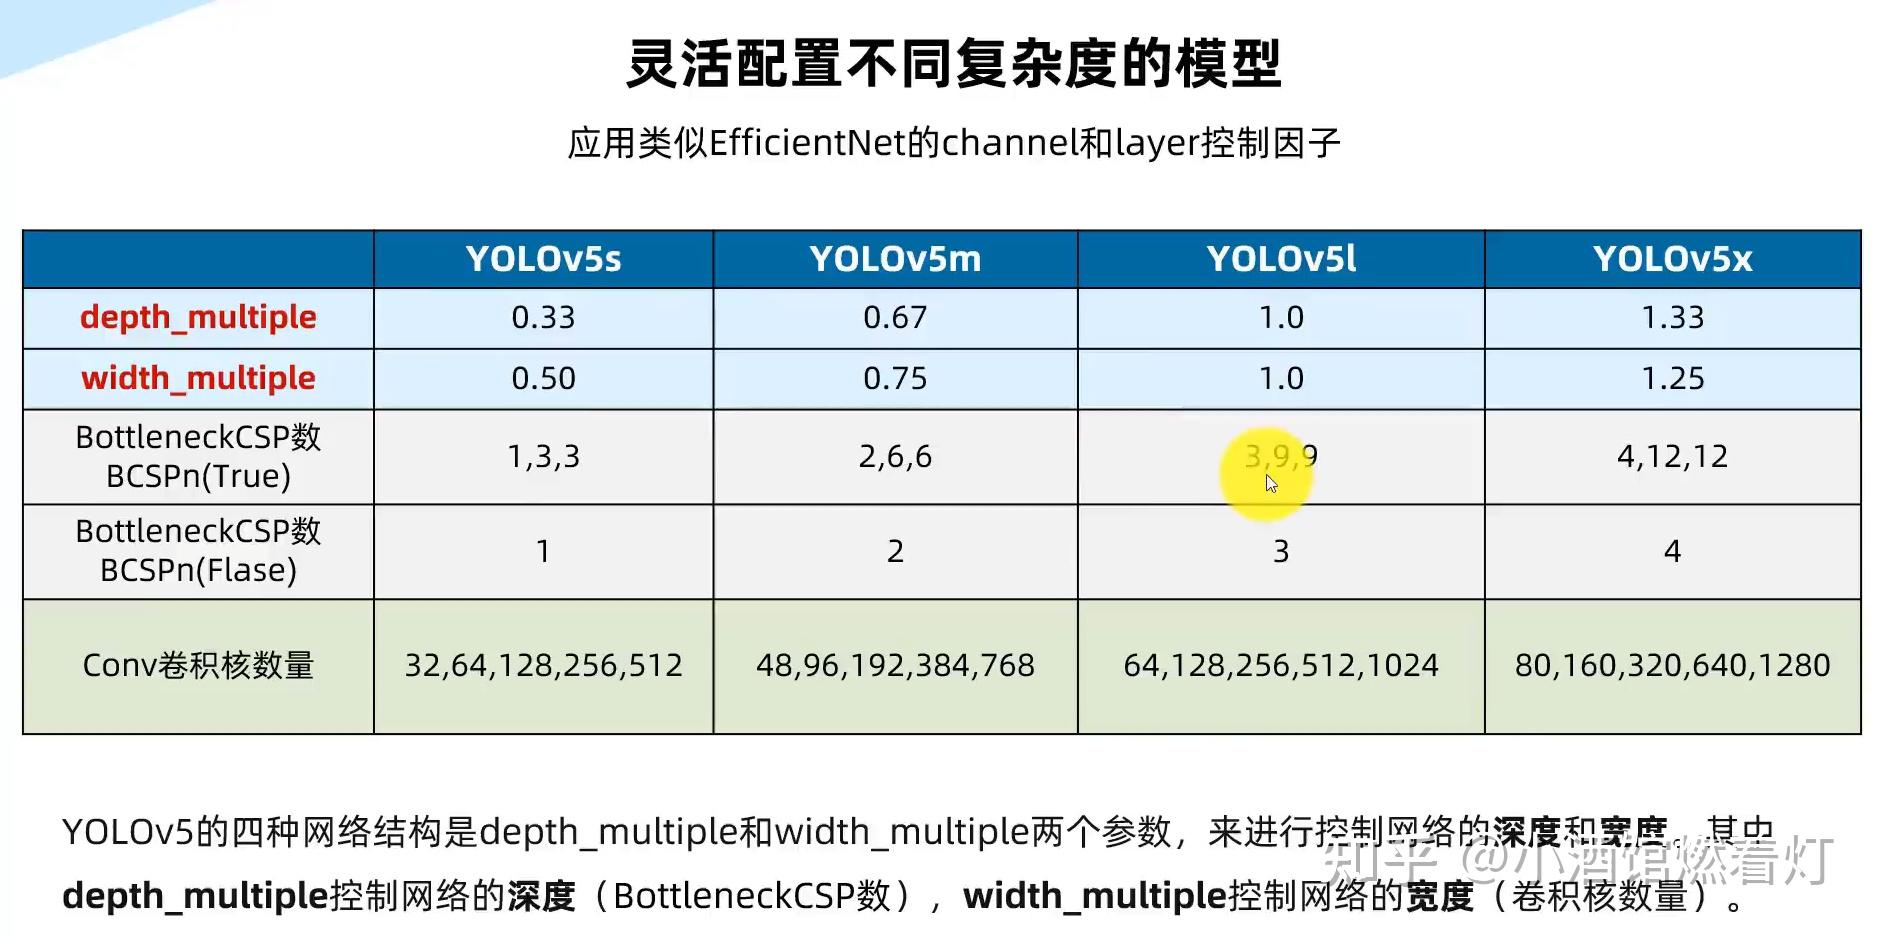 灵活配置不同复杂度的模型
应用类似EfficientNet的channel和layer控制因子
YOLOv5s YOLOv5m YOLOv5l YOLOv5x
depth_multiple 0.33 0.67 1.0 1.33
width_multiple 0.50 0.75 1.0 1.25
BottleneckCSP数
BCSPn(True) 1,3,3 2,6,6 3,9,9 4,12,12
BottleneckCSP数
BCSPn(Flase) 1 2 3 4
Conv卷积核数量 32,64,128,256,512 48,96,192,384,768 64,128,256,512,1024 80,160,320,640,1280
YOLOv5的四种网络结构是depth_multiple和width_multiple两个参数，来进行控制网络的深度和宽度。其中
depth_multiple控制网络的深度（BottleneckCSP数），width_multiple控制网络的宽度（卷积核数量）。
知乎 @小酒馆燃着灯